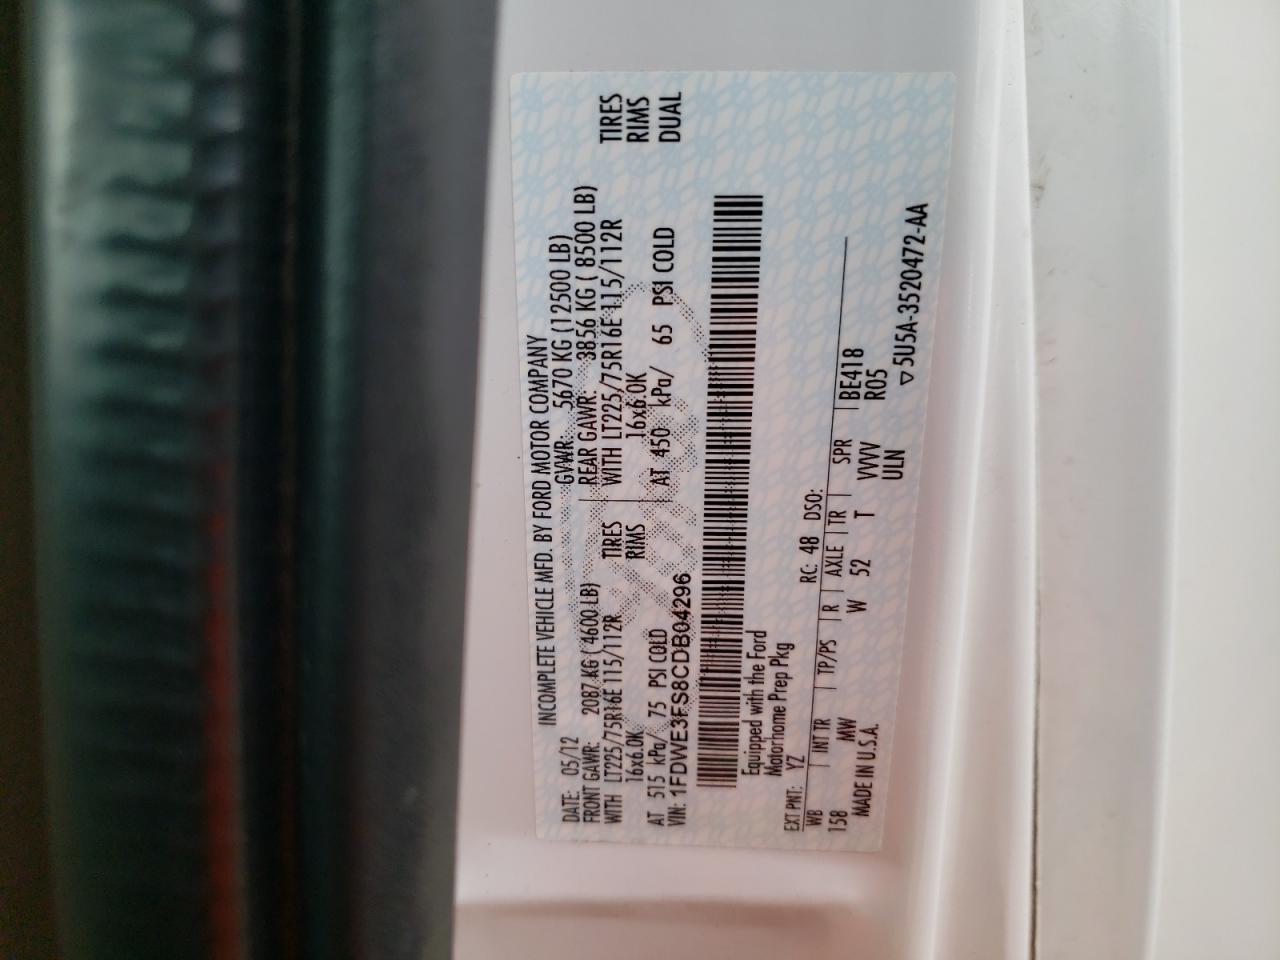 INCOMPLETE VEHICLE MFD. BY FORD MOTOR COMPANY
DATE: 05/12 GVWR: 5670 KG (12500 LB)
FRONT GAWR: 2087 KG ( 4600 LB) REAR GAWR: 3856 KG ( 8500 LB)
WITH LT225/75R16E 115/112R TIRES WITH LT225/75R16E 115/112R TIRES
16x6.0K RIMS 16x6.0K RIMS
AT 515 kPa/ 75 PSI COLD AT 450 kPa/ 65 PSI COLD DUAL
VIN: 1FDWE3FS8CDB04296
Equipped with the Ford
Motorhome Prep Pkg
EXT PNT: YZ RC: 48 DSO:
WB | INT TR | TP/PS | R | AXLE | TR | SPR
158 MW W 52 T VVVV BE418
ULN R05
MADE IN U.S.A. ▽ 5U5A-3520472-AA